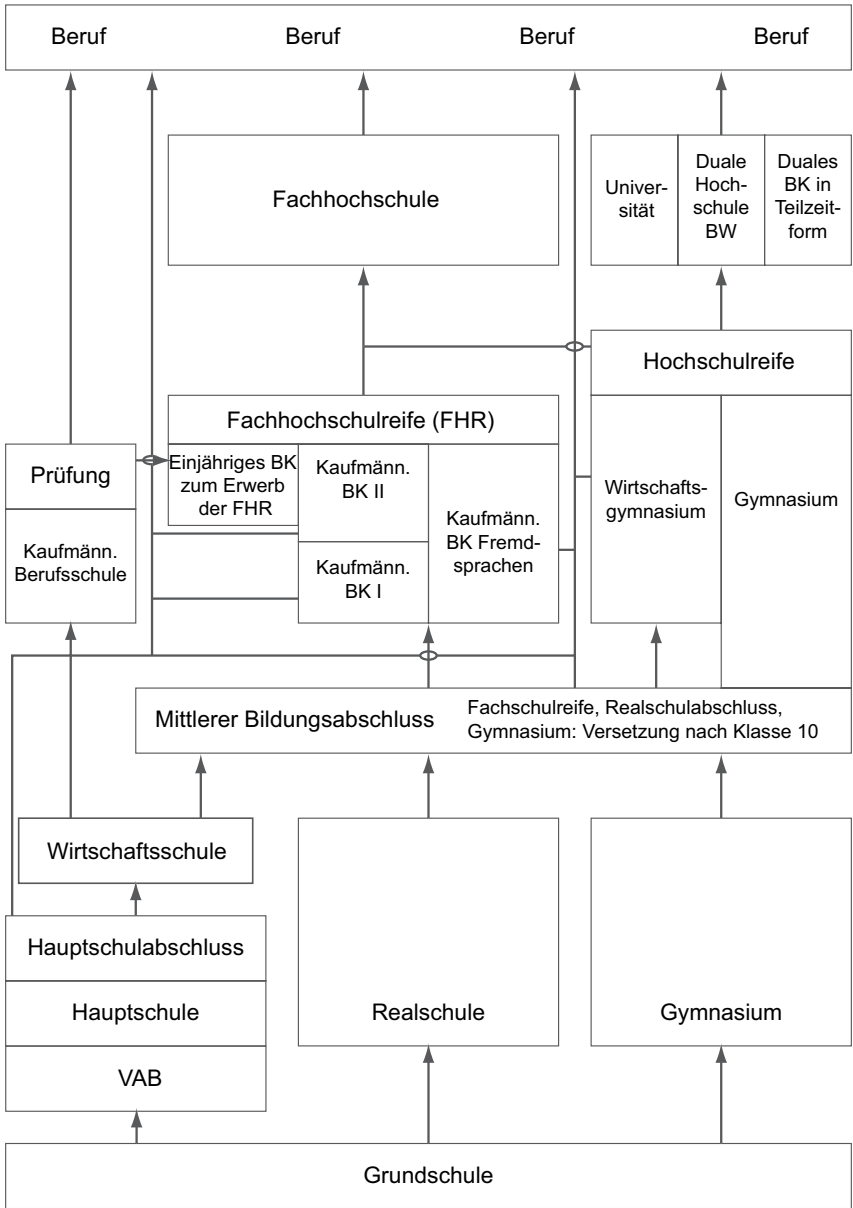 Beruf Beruf Beruf Beruf
Fachhochschule
Univer-
sität
Duale
Hoch-
schule
BW
Duales
BK in
Teilzeit-
form
Hochschulreife
Fachhochschulreife (FHR)
Prüfung
Einjähriges BK
zum Erwerb
der FHR
Kaufmänn.
BK II
Kaufmänn.
BK Fremd-
sprachen
Wirtschafts-
gymnasium
Gymnasium
Kaufmänn.
Berufsschule
Kaufmänn.
BK I
Mittlerer Bildungsabschluss
Fachschulreife, Realschulabschluss,
Gymnasium: Versetzung nach Klasse 10
Wirtschaftsschule
Hauptschulabschluss
Hauptschule
Realschule
Gymnasium
VAB
Grundschule